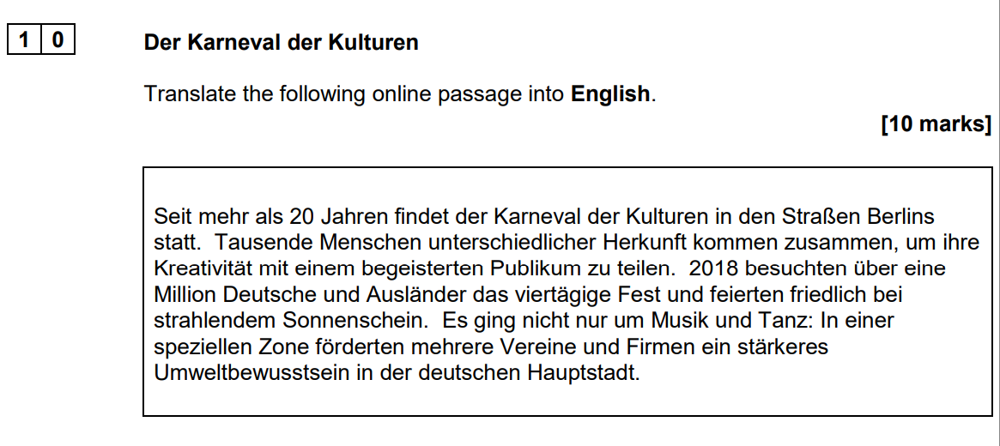 1 0 Der Karneval der Kulturen
Translate the following online passage into English.
[10 marks]
Seit mehr als 20 Jahren findet der Karneval der Kulturen in den Straßen Berlins
statt.  Tausende Menschen unterschiedlicher Herkunft kommen zusammen, um ihre
Kreativität mit einem begeisterten Publikum zu teilen.  2018 besuchten über eine
Million Deutsche und Ausländer das viertägige Fest und feierten friedlich bei
strahlendem Sonnenschein.  Es ging nicht nur um Musik und Tanz: In einer
speziellen Zone förderten mehrere Vereine und Firmen ein stärkeres
Umweltbewusstsein in der deutschen Hauptstadt.